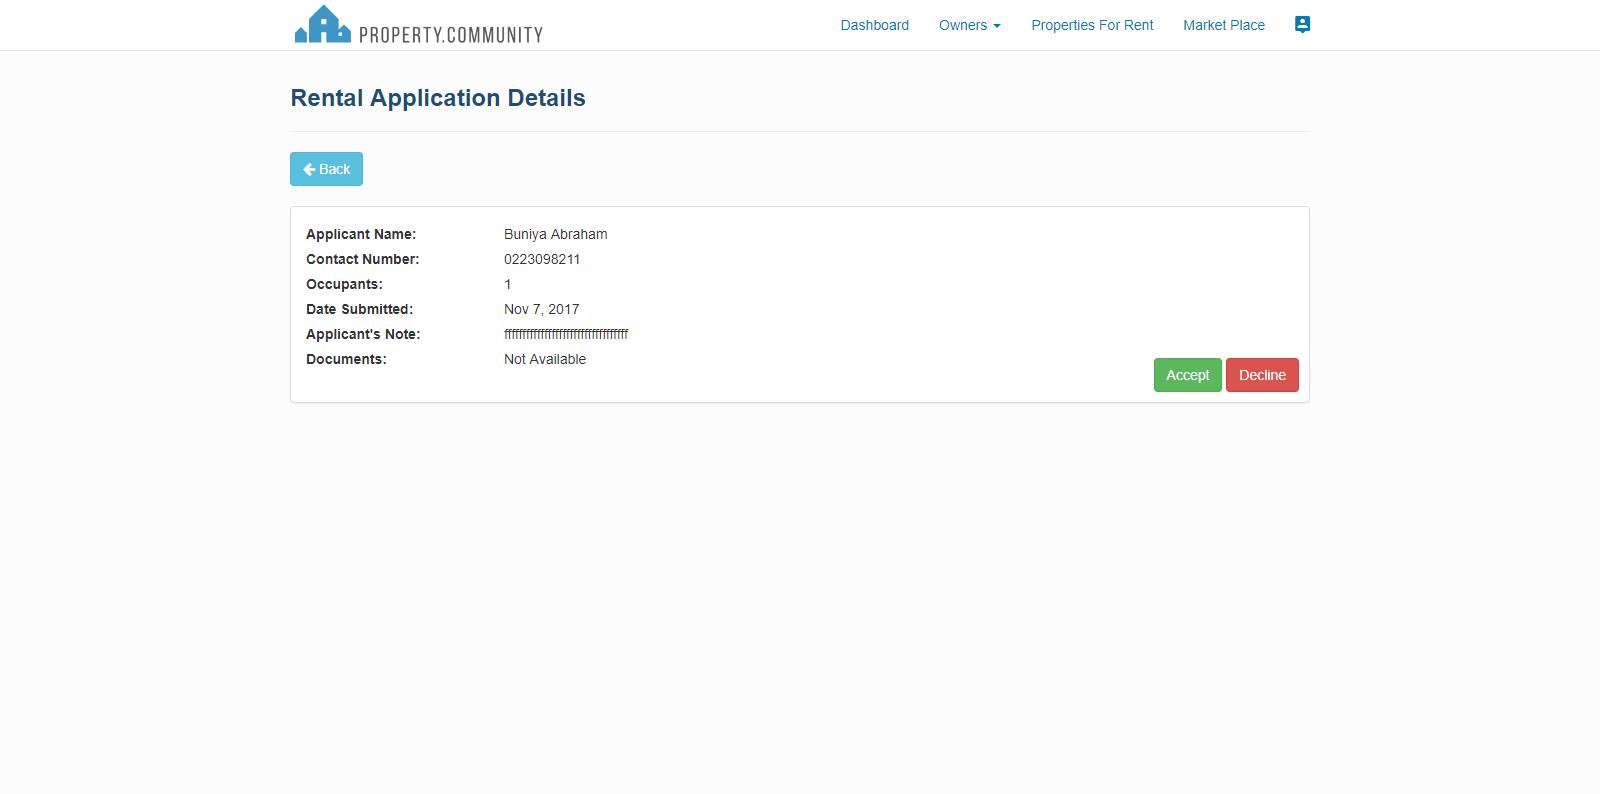 PROPERTY.COMMUNITY
Dashboard Owners Properties For Rent Market Place
Rental Application Details
Back
Applicant Name: Buniya Abraham
Contact Number: 0223098211
Occupants: 1
Date Submitted: Nov 7, 2017
Applicant's Note: ffffffffffffffffffffffffffffffffff
Documents: Not Available
Accept Decline